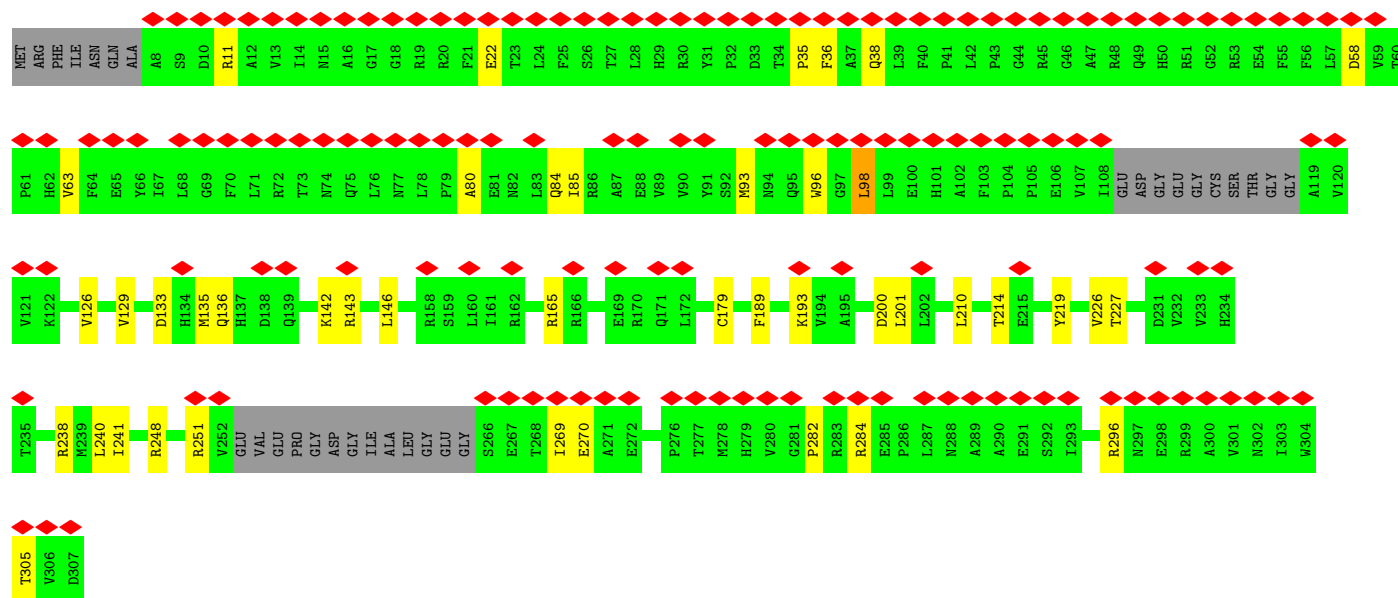 MET ARG PHE ILE ASN GLN ALA A8 S9 D10 R11 A12 V13 I14 N15 A16 G17 G18 R19 R20 F21 E22 T23 L24 F25 S26 T27 L28 H29 R30 Y31 P32 D33 T34 P35 F36 A37 Q38 L39 F40 P41 L42 P43 G44 R45 G46 A47 R48 Q49 H50 R51 G52 R53 E54 F55 F56 L57 D58 V59 T60
P61 H62 V63 F64 E65 Y66 I67 L68 G69 F70 L71 R72 T73 N74 Q75 L76 N77 L78 P79 A80 E81 N82 L83 Q84 I85 R86 A87 E88 V89 V90 Y91 S92 M93 N94 Q95 W96 G97 L98 L99 E100 H101 A102 F103 P104 P105 E106 V107 I108 GLU ASP GLY GLU GLY CYS SER THR GLY GLY A119 V120
V121 K122 V126 V129 D133 H134 M135 Q136 H137 D138 Q139 K142 R143 L146 R158 S159 L160 I161 R162 R165 R166 E169 R170 Q171 L172 C179 F189 K193 V194 A195 D200 L201 L202 L210 T214 E215 Y219 V226 T227 D231 V232 V233 H234
T235 R238 M239 L240 I241 R248 R251 V252 GLU VAL GLU PRO GLY ASP GLY ILE ALA LEU GLY GLU GLY S266 E267 T268 I269 E270 A271 E272 P276 T277 M278 H279 V280 G281 P282 R283 R284 E285 P286 L287 N288 A289 A290 E291 S292 I293 R296 N297 E298 R299 A300 V301 N302 I303 W304
T305 V306 D307